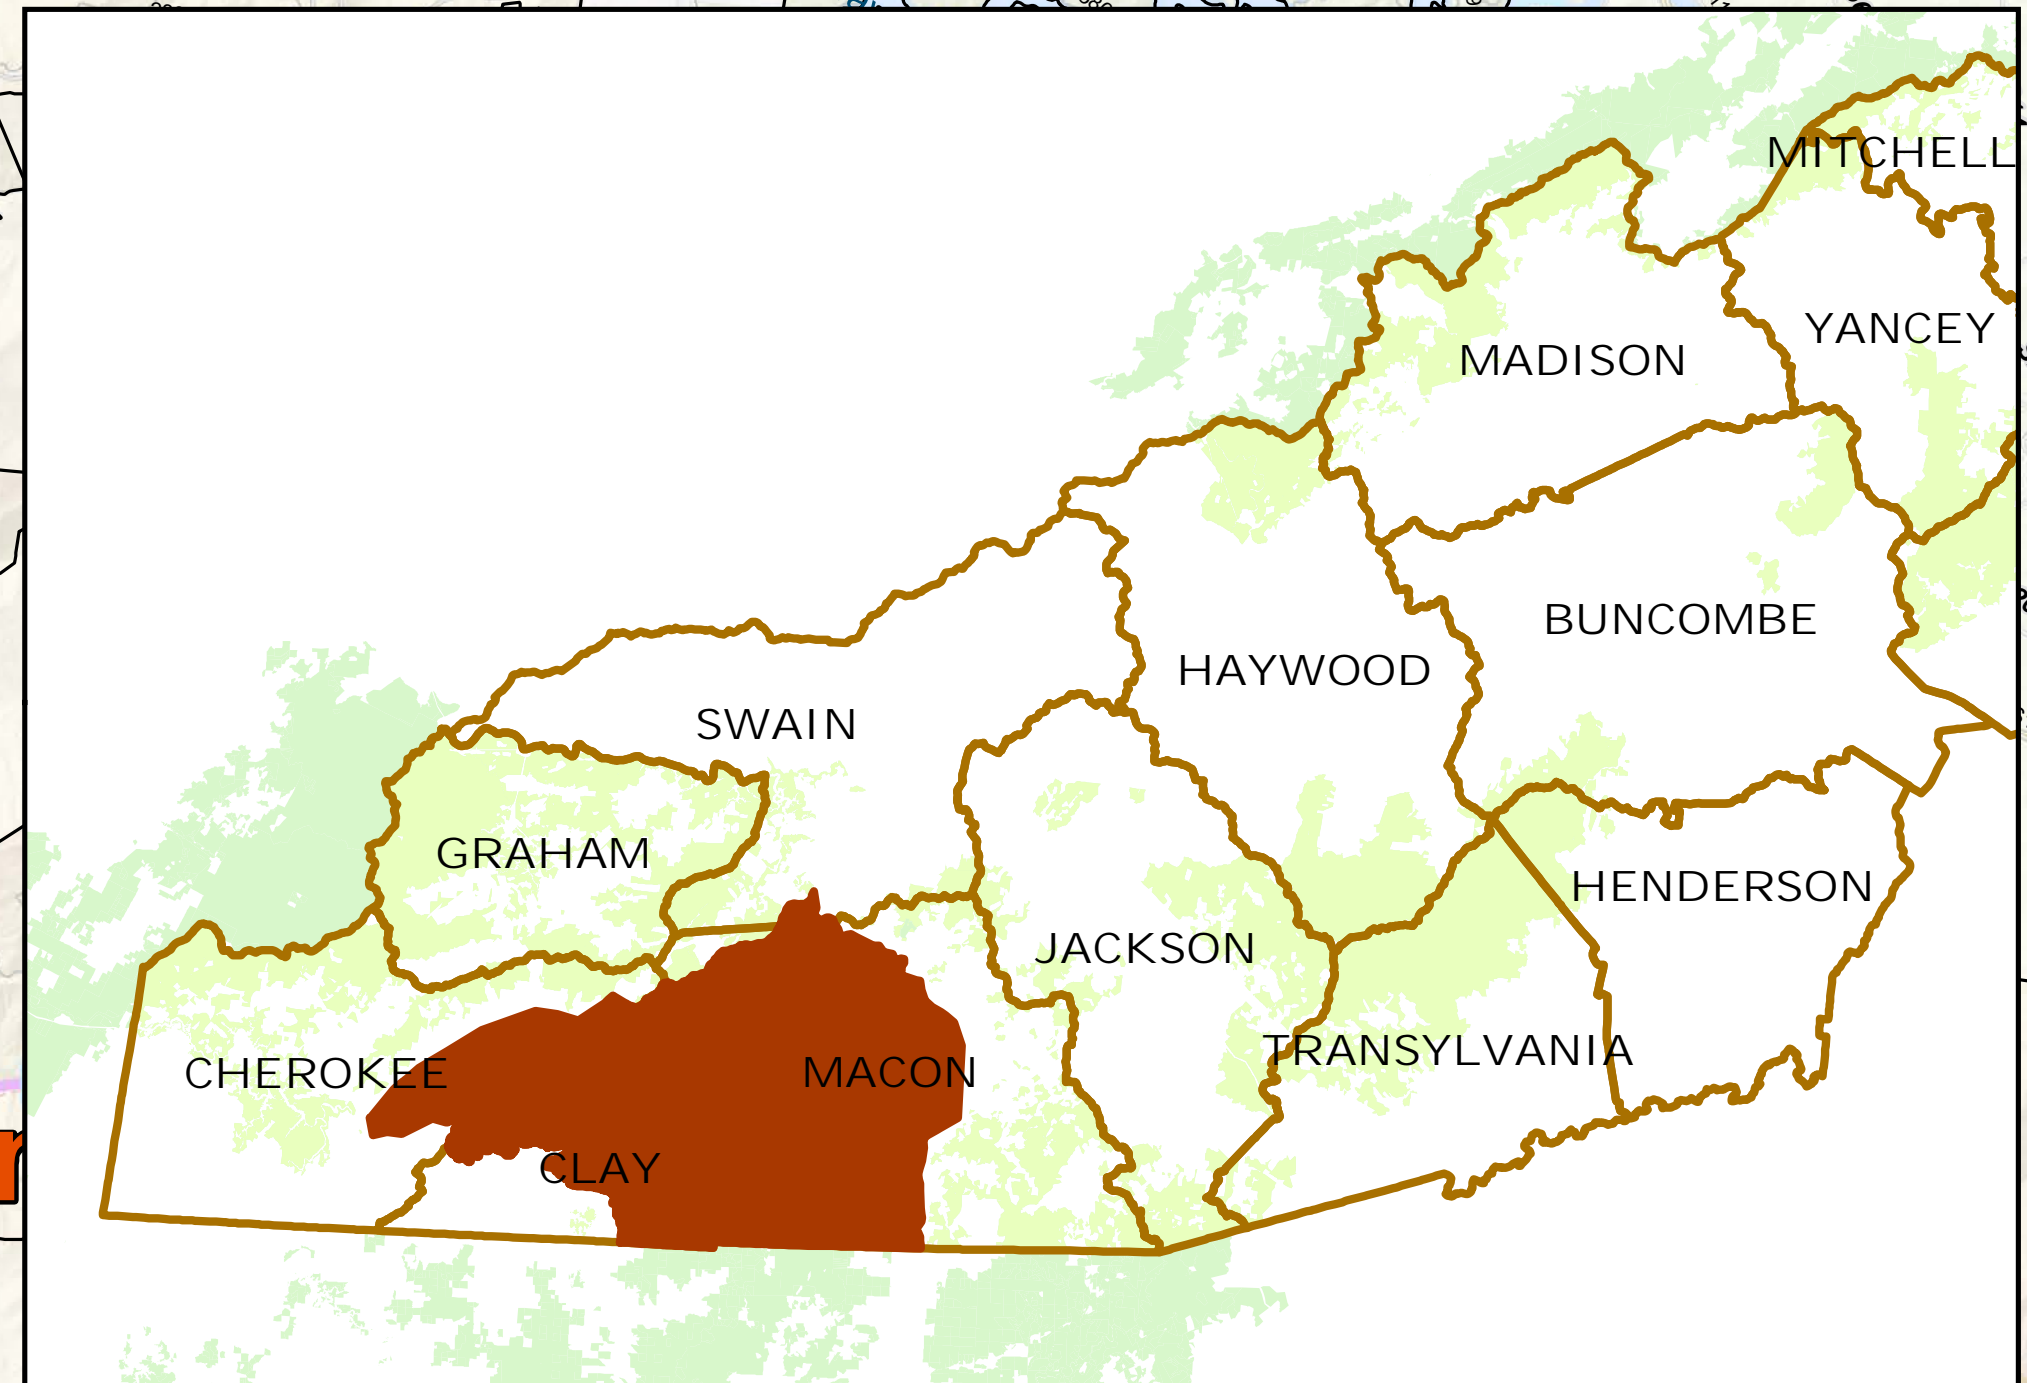 MITCHELL
YANCEY
MADISON
BUNCOMBE
HAYWOOD
SWAIN
GRAHAM
HENDERSON
JACKSON
TRANSYLVANIA
CHEROKEE
MACON
CLAY